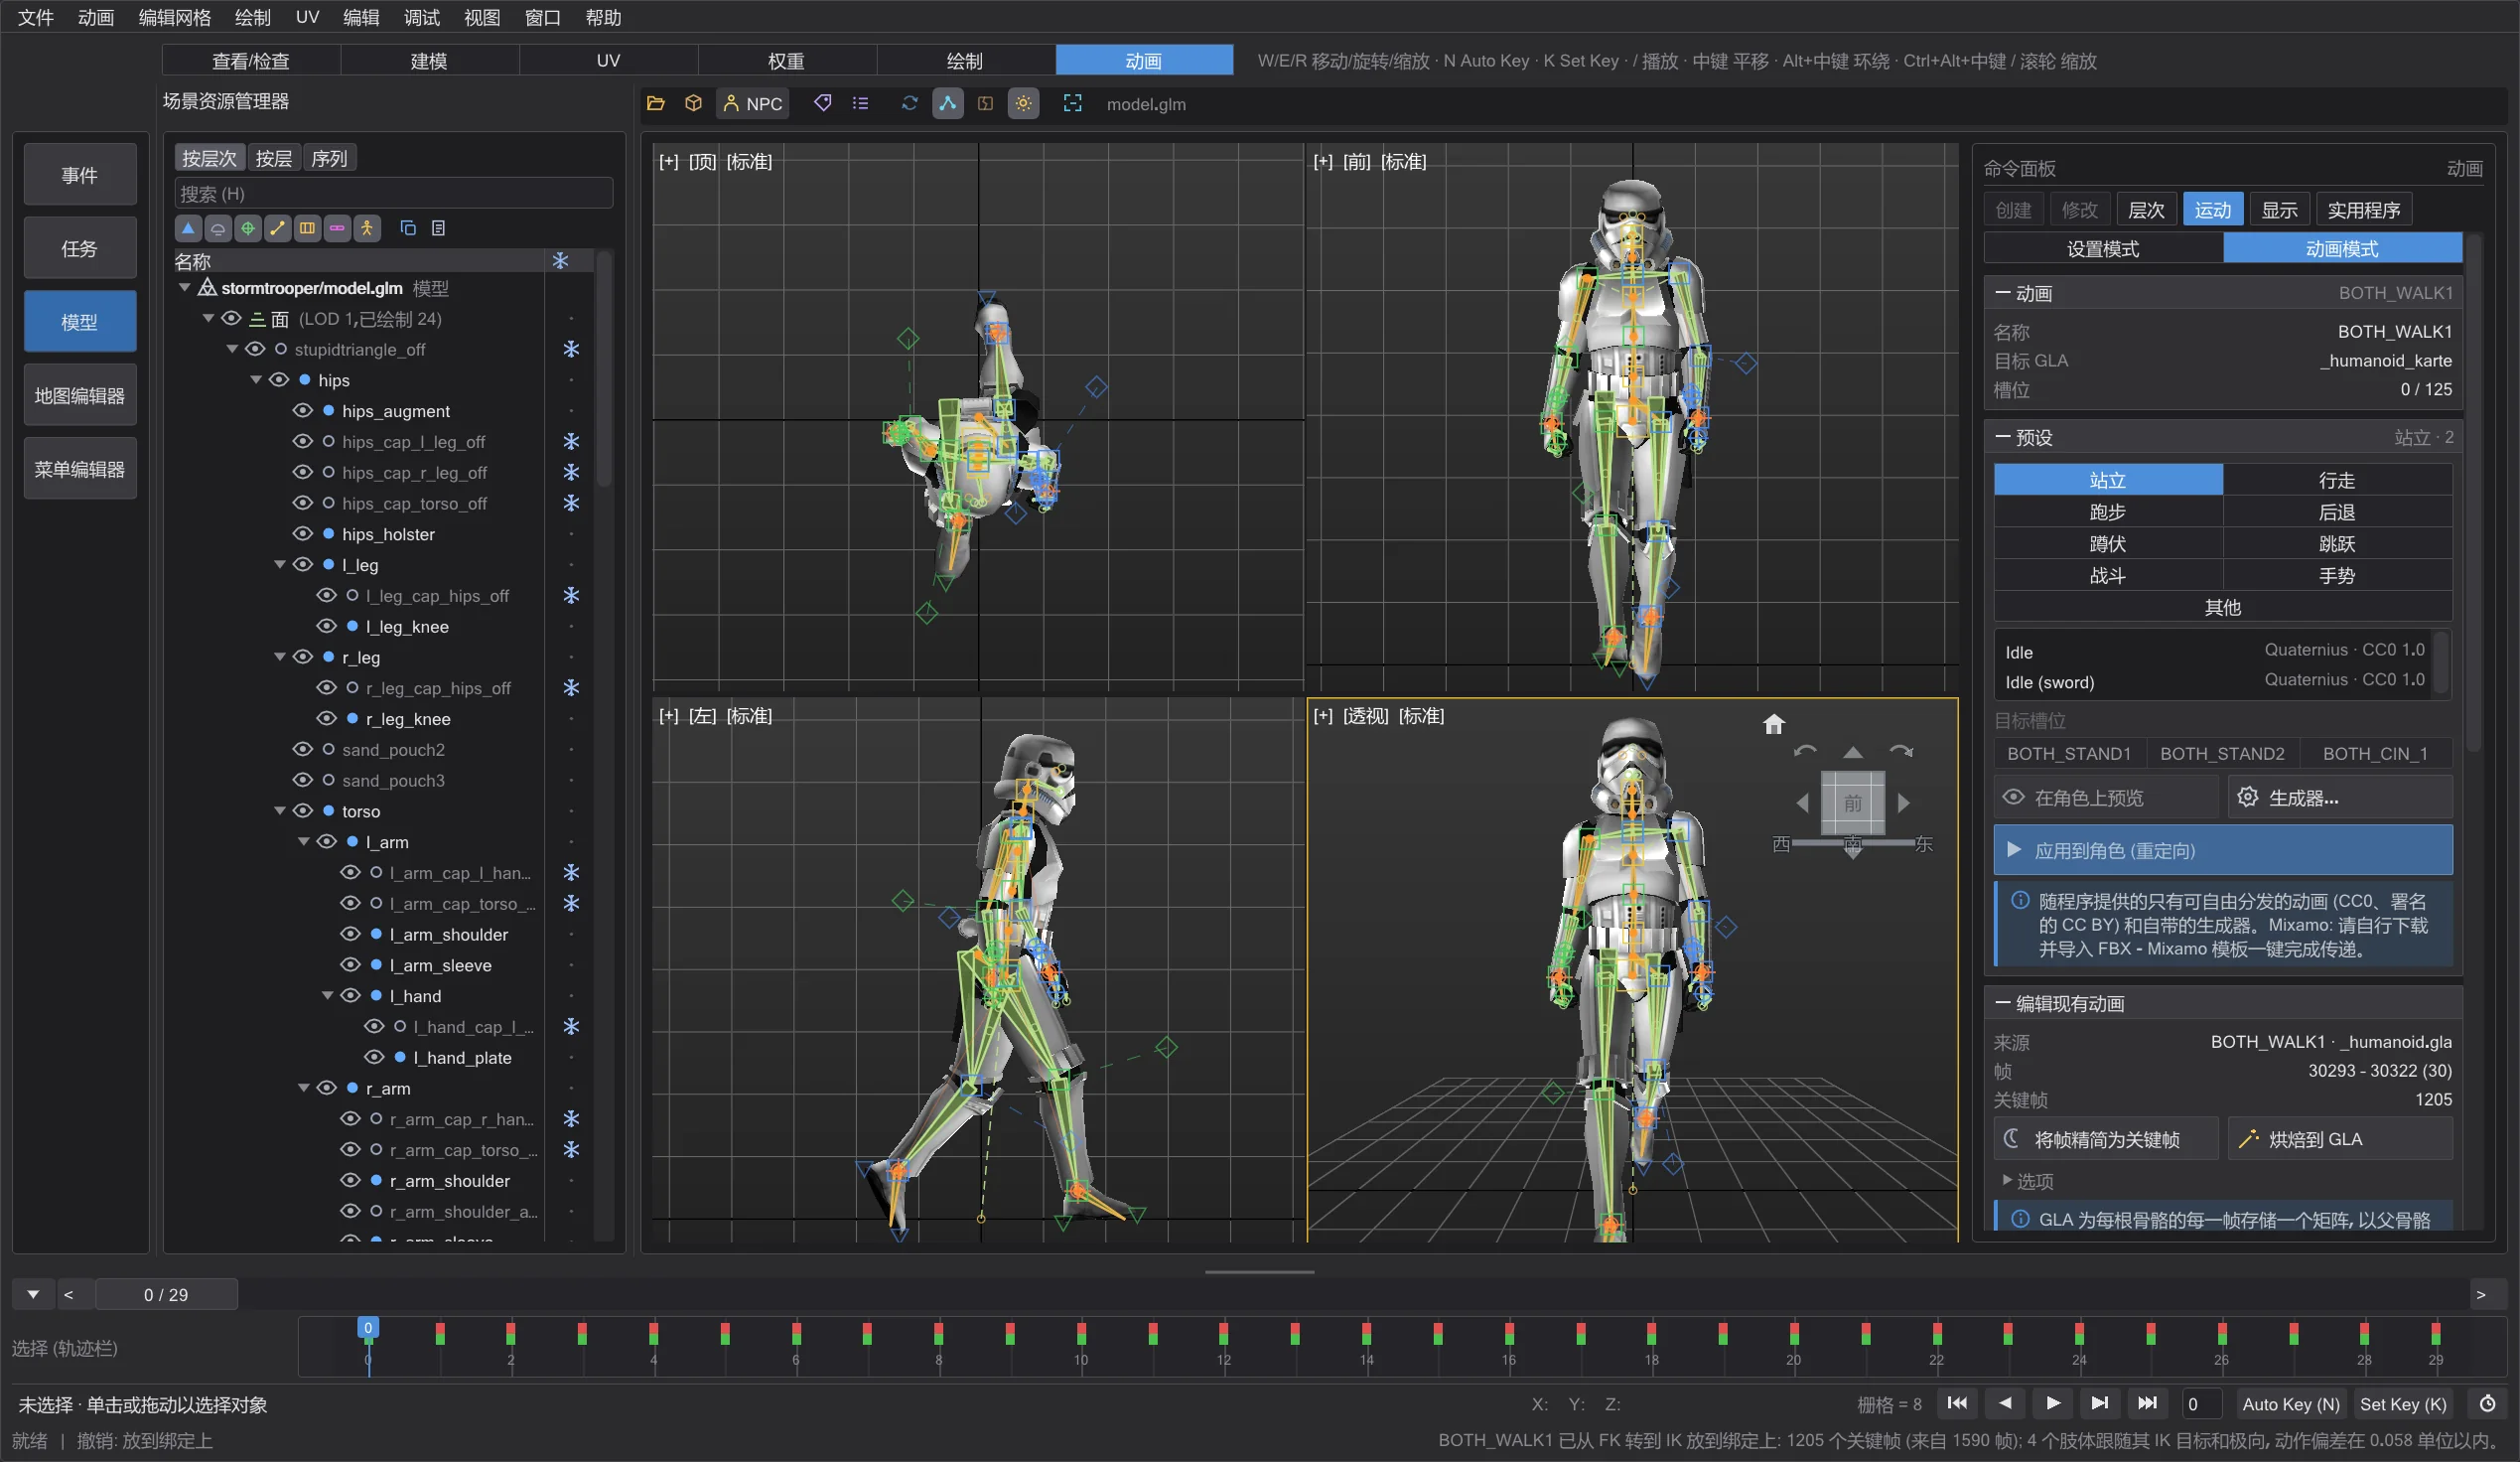 文件 动画 编辑网格 绘制 UV 编辑 调试 视图 窗口 帮助
查看/检查 建模 UV 权重 绘制 动画 W/E/R 移动/旋转/缩放 · N Auto Key · K Set Key · / 播放 · 中键 平移 · Alt+中键 环绕 · Ctrl+Alt+中键 / 滚轮 缩放
场景资源管理器
NPC model.glm
事件
任务
模型
地图编辑器
菜单编辑器
按层次 按层 序列
搜索 (H)
名称
stormtrooper/model.glm 模型
面 (LOD 1,已绘制 24)
stupidtriangle_off
hips
hips_augment
hips_cap_l_leg_off
hips_cap_r_leg_off
hips_cap_torso_off
hips_holster
l_leg
l_leg_cap_hips_off
l_leg_knee
r_leg
r_leg_cap_hips_off
r_leg_knee
sand_pouch2
sand_pouch3
torso
l_arm
l_arm_cap_l_han...
l_arm_cap_torso_...
l_arm_shoulder
l_arm_sleeve
l_hand
l_hand_cap_l_...
l_hand_plate
r_arm
r_arm_cap_r_han...
r_arm_cap_torso_...
r_arm_shoulder
r_arm_shoulder_a...
r_arm_sleeve
[+] [顶] [标准]
[+] [前] [标准]
[+] [左] [标准]
[+] [透视] [标准]
前
西 南 东
命令面板 动画
创建 修改 层次 运动 显示 实用程序
设置模式 动画模式
动画 BOTH_WALK1
名称 BOTH_WALK1
目标 GLA _humanoid_karte
槽位 0 / 125
预设 站立 · 2
站立 行走
跑步 后退
蹲伏 跳跃
战斗 手势
其他
Idle Quaternius · CC0 1.0
Idle (sword) Quaternius · CC0 1.0
目标槽位
BOTH_STAND1 BOTH_STAND2 BOTH_CIN_1
在角色上预览 生成器...
应用到角色 (重定向)
随程序提供的只有可自由分发的动画 (CC0、署名
的 CC BY) 和自带的生成器。Mixamo: 请自行下载
并导入 FBX - Mixamo 模板一键完成传递。
编辑现有动画
来源 BOTH_WALK1 · _humanoid.gla
帧 30293 - 30322 (30)
关键帧 1205
将帧精简为关键帧 烘焙到 GLA
选项
GLA 为每根骨骼的每一帧存储一个矩阵, 以父骨骼
< 0 / 29 >
选择 (轨迹栏)
0
0 2 4 6 8 10 12 14 16 18 20 22 24 26 28 29
未选择 · 单击或拖动以选择对象 X: Y: Z: 栅格 = 8 0 Auto Key (N) Set Key (K)
就绪 | 撤销: 放到绑定上 BOTH_WALK1 已从 FK 转到 IK 放到绑定上: 1205 个关键帧 (来自 1590 帧); 4 个肢体跟随其 IK 目标和极向, 动作偏差在 0.058 单位以内。